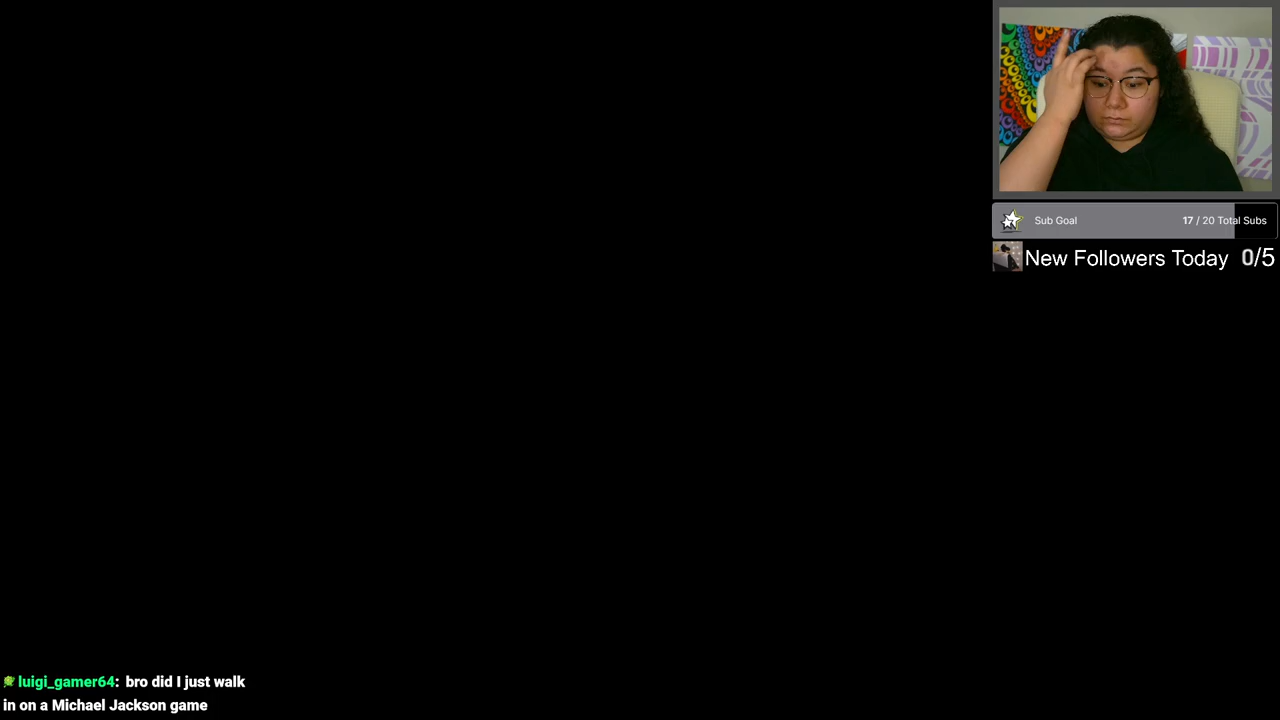 Sub Goal 17 / 20 Total Subs
New Followers Today 0/5
luigi_gamer64: bro did I just walk
in on a Michael Jackson game